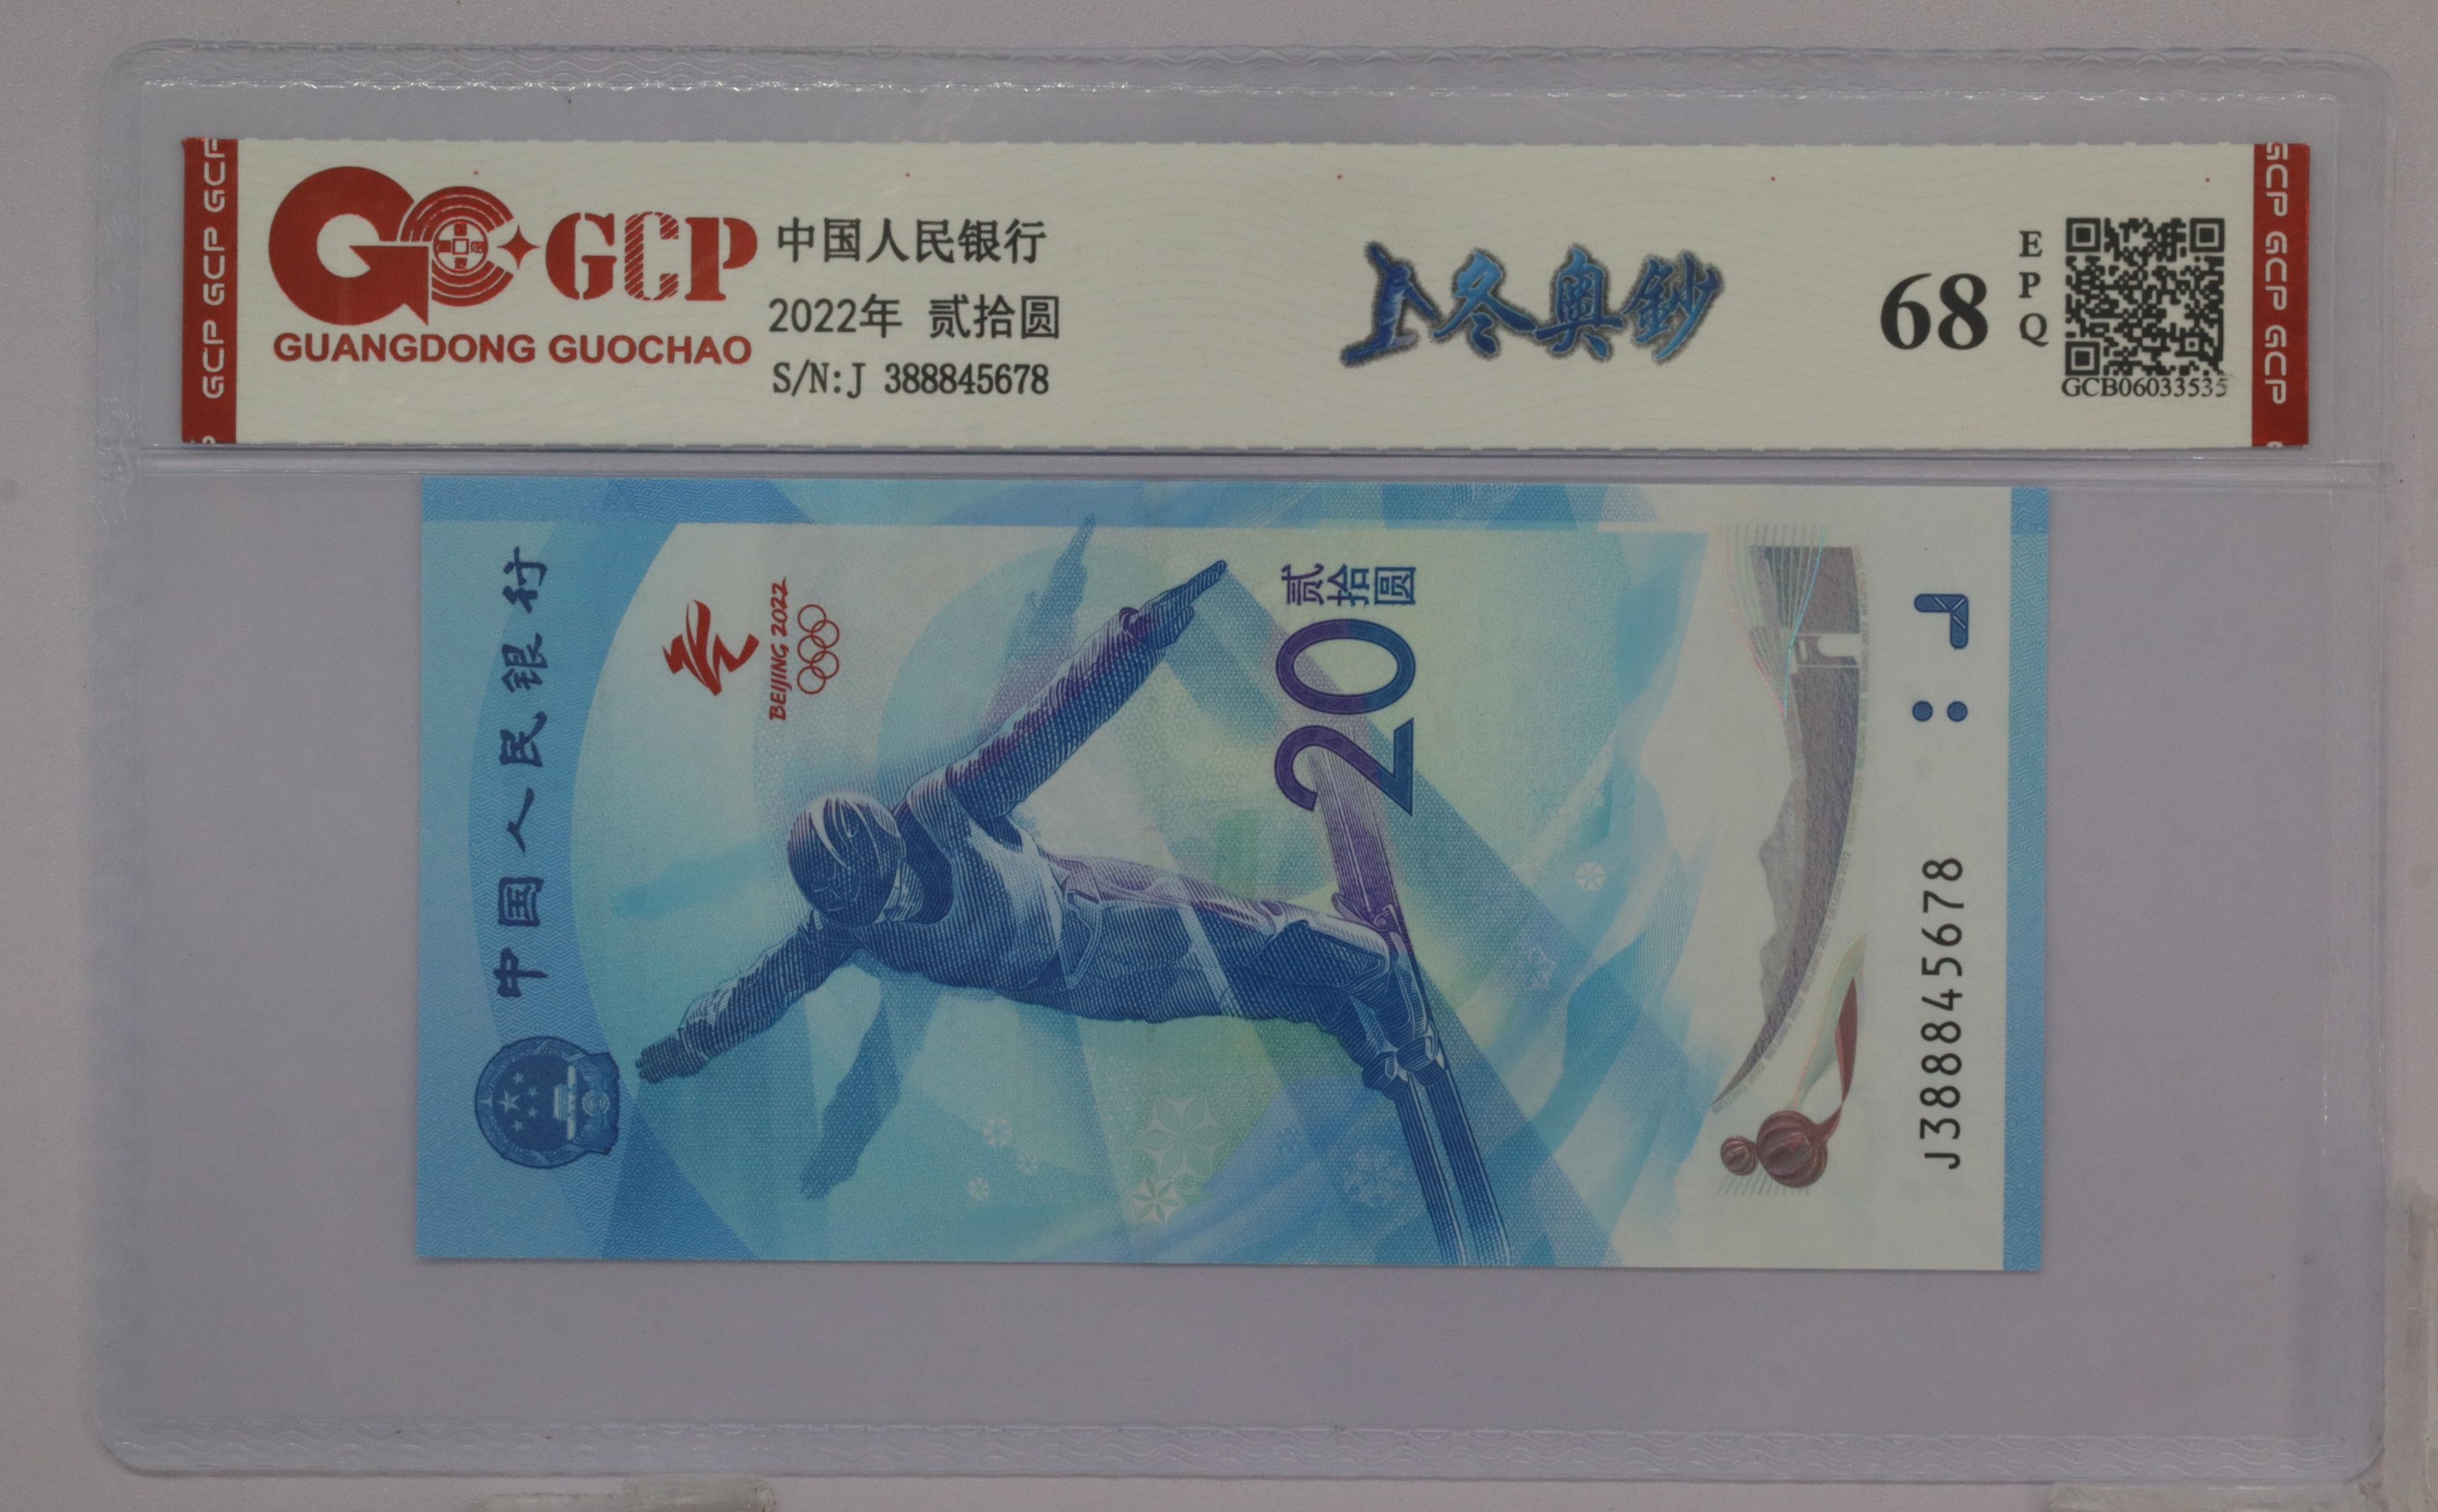 GCP
GUANGDONG GUOCHAO
中国人民银行
2022年 贰拾圆
S/N:J 388845678
上冬奥鈔
68
EPQ
GCB06033535
GCP GCP GCP
GCP GCP GCP
中国人民银行
BEIJING 2022
20
贰拾圆
J388845678